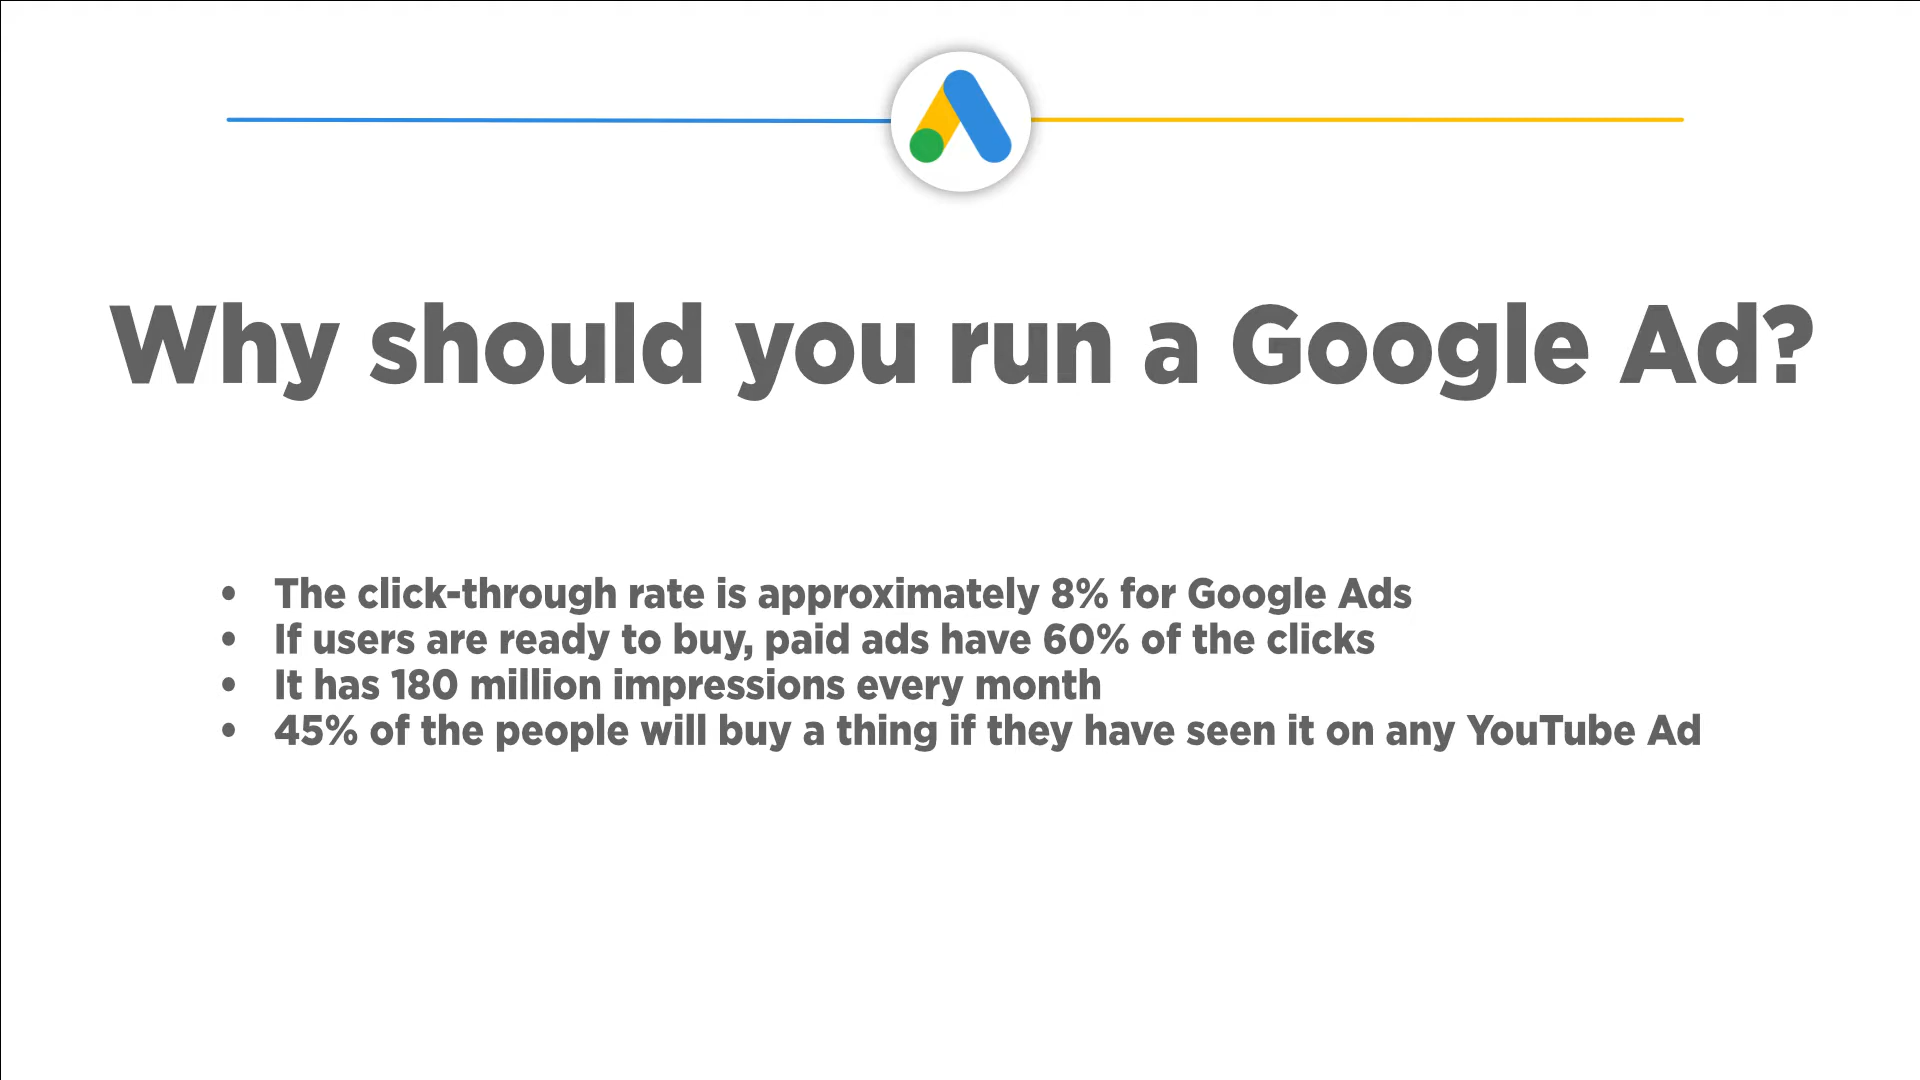 Why should you run a Google Ad?
• The click-through rate is approximately 8% for Google Ads
• If users are ready to buy, paid ads have 60% of the clicks
• It has 180 million impressions every month
• 45% of the people will buy a thing if they have seen it on any YouTube Ad